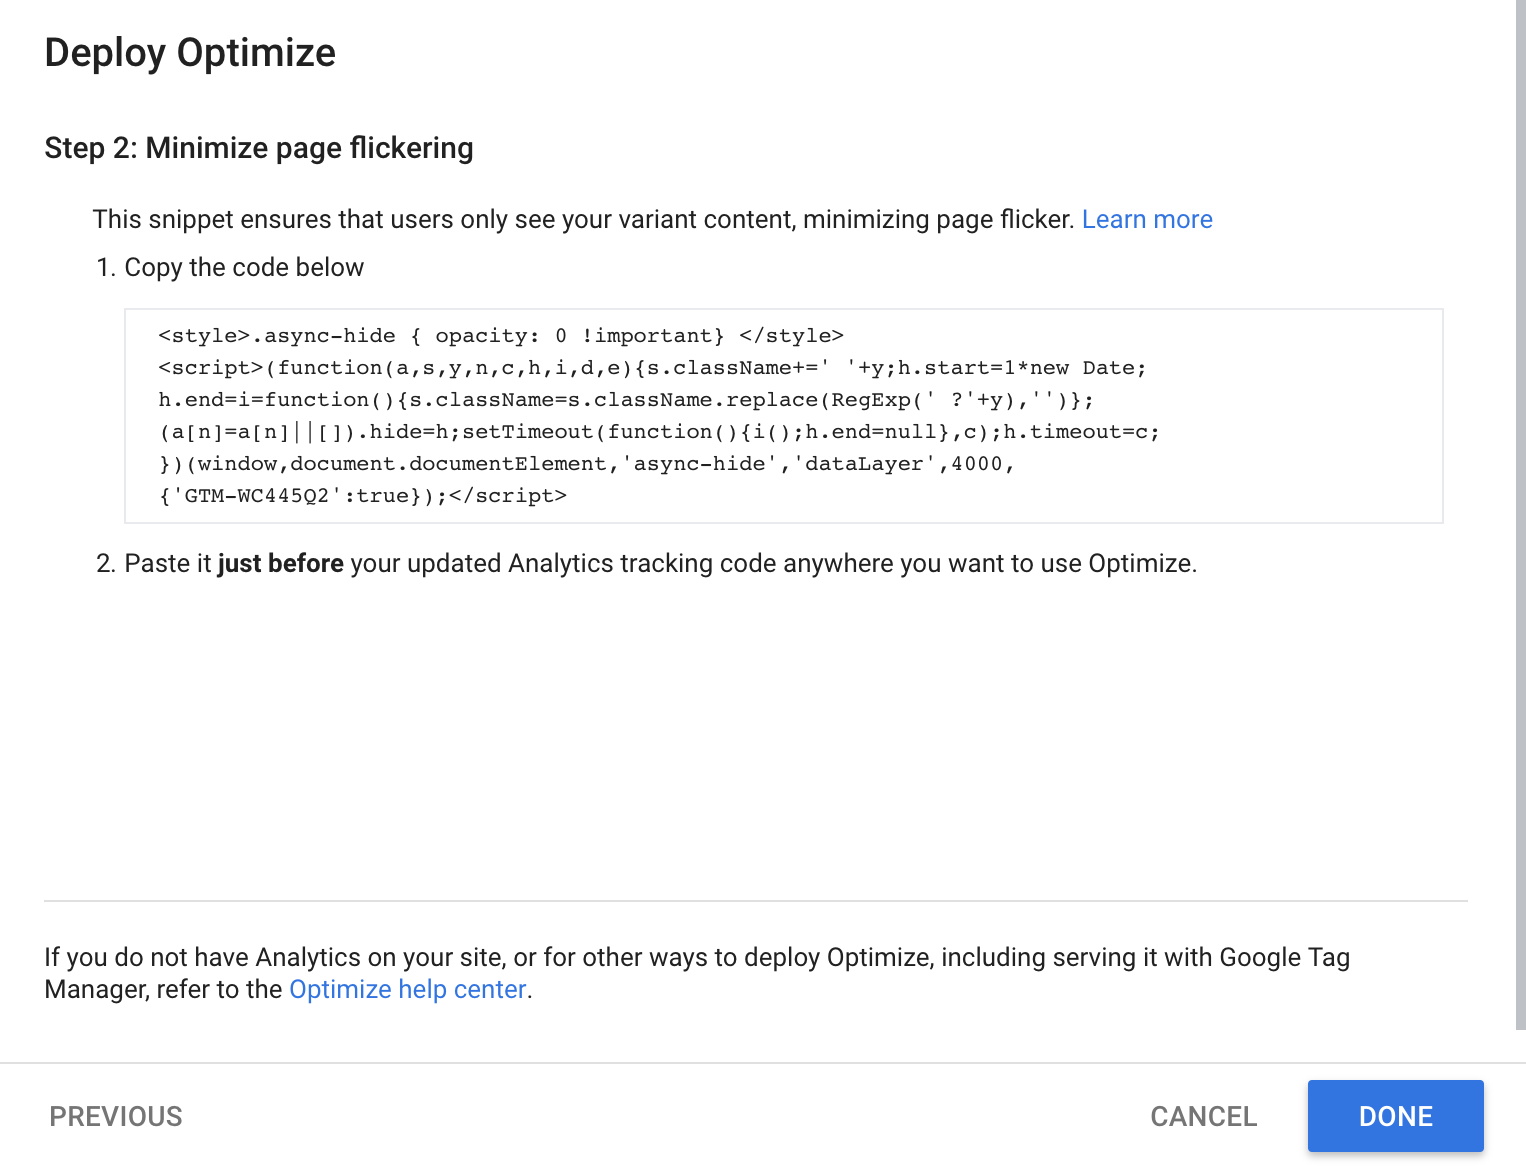 Deploy Optimize
Step 2: Minimize page flickering
This snippet ensures that users only see your variant content, minimizing page flicker. Learn more
1. Copy the code below
<style>.async-hide { opacity: 0 !important} </style>
<script>(function(a,s,y,n,c,h,i,d,e){s.className+=' '+y;h.start=1*new Date;
h.end=i=function(){s.className=s.className.replace(RegExp(' ?'+y),'')};
(a[n]=a[n]||[]).hide=h;setTimeout(function(){i();h.end=null},c);h.timeout=c;
})(window,document.documentElement,'async-hide','dataLayer',4000,
{'GTM-WC445Q2':true});</script>
2. Paste it just before your updated Analytics tracking code anywhere you want to use Optimize.
If you do not have Analytics on your site, or for other ways to deploy Optimize, including serving it with Google Tag
Manager, refer to the Optimize help center.
PREVIOUS CANCEL DONE